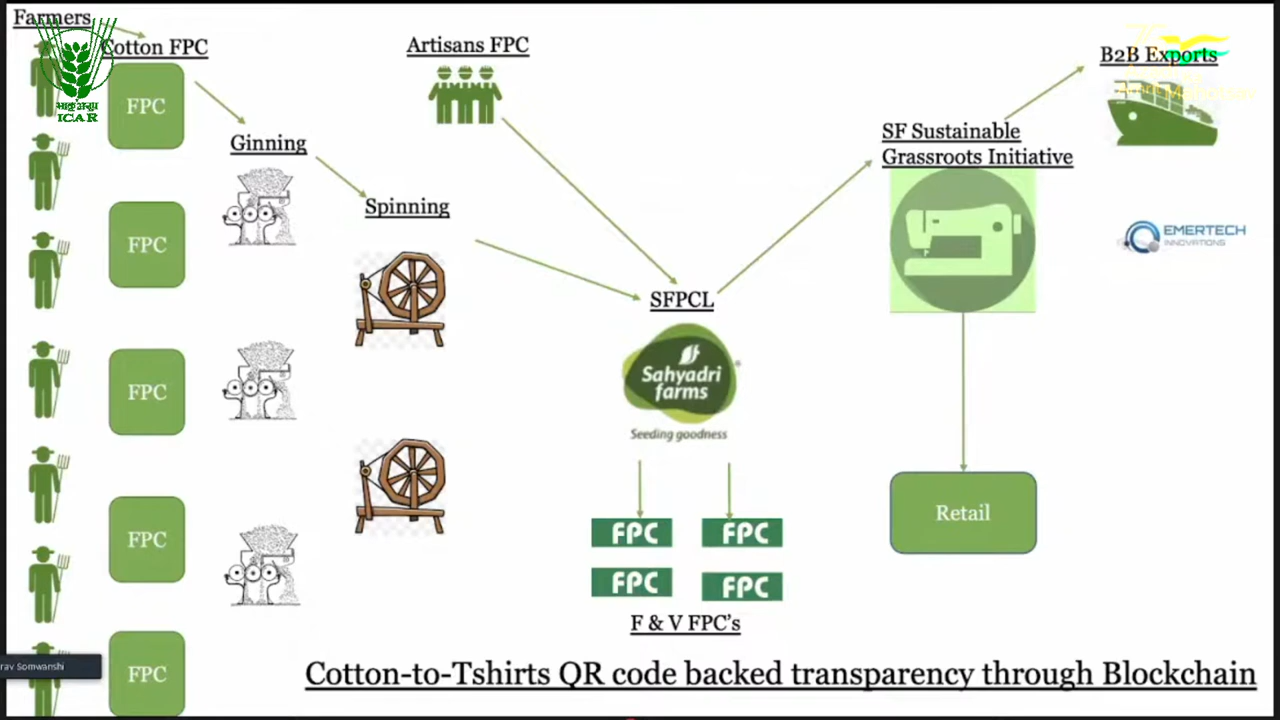 Farmers
Cotton FPC
Artisans FPC
B2B Exports
ICAR
FPC
Ginning
SF Sustainable
Grassroots Initiative
Spinning
FPC
EMERTECH
INNOVATIONS
SFPCL
Sahyadri
farms
Seeding goodness
FPC
FPC
FPC
FPC
FPC
FPC
Retail
FPC
F & V FPC's
rav Somwanshi
FPC
Cotton-to-Tshirts QR code backed transparency through Blockchain